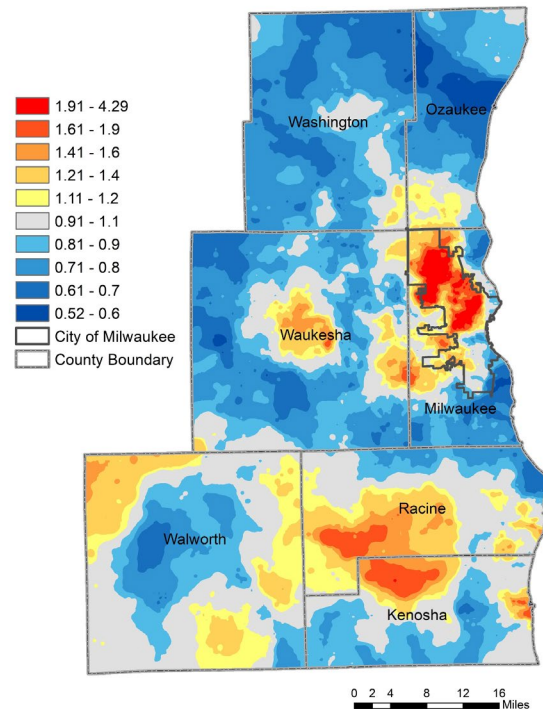 1.91 - 4.29
1.61 - 1.9
1.41 - 1.6
1.21 - 1.4
1.11 - 1.2
0.91 - 1.1
0.81 - 0.9
0.71 - 0.8
0.61 - 0.7
0.52 - 0.6
City of Milwaukee
County Boundary
Washington
Ozaukee
Waukesha
Milwaukee
Racine
Walworth
Kenosha
0 2 4 8 12 16
Miles